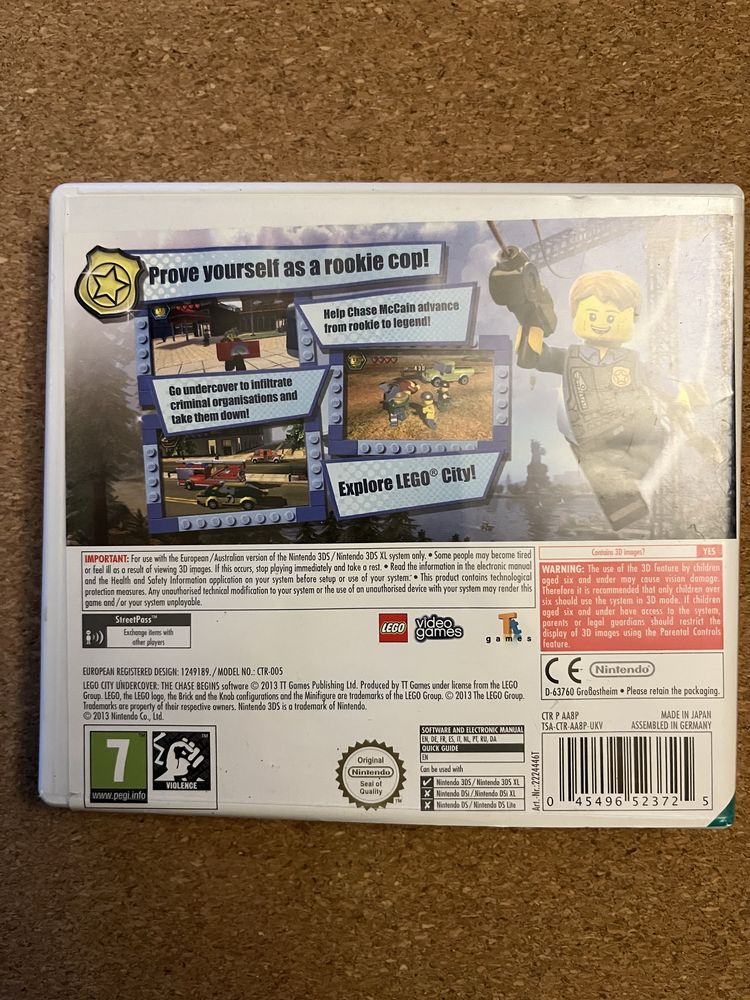 Prove yourself as a rookie cop!
Help Chase McCain advance
from rookie to legend!
Go undercover to infiltrate
criminal organisations and
take them down!
Explore LEGO® City!
IMPORTANT: For use with the European/Australian version of the Nintendo 3DS/Nintendo 3DS XL system only. • Some people may become tired
or feel ill as a result of viewing 3D images. If this occurs, stop playing immediately and take a rest. • Read the information in the electronic manual
and the Health and Safety Information application on your system before setup or use of your system. • This product contains technological
protection measures. Any unauthorised technical modification to your system or the use of an unauthorised device with your system may render this
game and/or your system unplayable.
Contains 3D images? YES
WARNING: The use of the 3D feature by children
aged six and under may cause vision damage.
Therefore it is recommended that only children over
six should use the system in 3D mode. If children
aged six and under have access to the system,
parents or legal guardians should restrict the
display of 3D images using the Parental Controls
feature.
StreetPass™
Exchange items with
other players
LEGO
video
games
TT
games
CE Nintendo
D-63760 Großostheim • Please retain the packaging.
EUROPEAN REGISTERED DESIGN: 1249189./MODEL NO.: CTR-005
LEGO CITY UNDERCOVER: THE CHASE BEGINS software © 2013 TT Games Publishing Ltd. Produced by TT Games under license from the LEGO
Group. LEGO, the LEGO logo, the Brick and the Knob configurations and the Minifigure are trademarks of the LEGO Group. © 2013 The LEGO Group.
Trademarks are property of their respective owners. Nintendo 3DS is a trademark of Nintendo.
© 2013 Nintendo Co., Ltd.
CTR P AA8P MADE IN JAPAN
TSA-CTR-AA8P-UKV ASSEMBLED IN GERMANY
7
www.pegi.info
VIOLENCE
™
Original
Nintendo
Seal of
Quality
™
SOFTWARE AND ELECTRONIC MANUAL
EN, DE, FR, ES, IT, NL, PT, RU, DA
QUICK GUIDE
EN
Can be used with
Nintendo 3DS/Nintendo 3DS XL
Nintendo DSi/Nintendo DSi XL
Nintendo DS/Nintendo DS Lite
Art.-Nr.: 2224446T
0 45496 52372 5